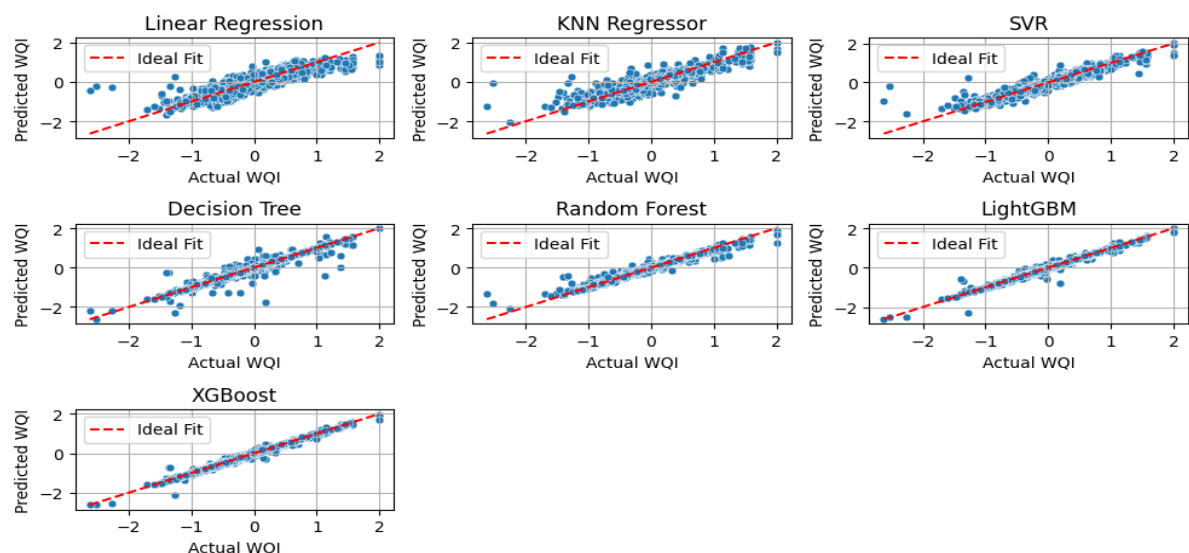 Linear Regression
KNN Regressor
SVR
Predicted WQI
2
0
−2
Ideal Fit
−2
−1
0
1
2
Actual WQI
Predicted WQI
2
0
−2
Ideal Fit
−2
−1
0
1
2
Actual WQI
Predicted WQI
2
0
−2
Ideal Fit
−2
−1
0
1
2
Actual WQI
Decision Tree
Random Forest
LightGBM
Predicted WQI
2
0
−2
Ideal Fit
−2
−1
0
1
2
Actual WQI
Predicted WQI
2
0
−2
Ideal Fit
−2
−1
0
1
2
Actual WQI
Predicted WQI
2
0
−2
Ideal Fit
−2
−1
0
1
2
Actual WQI
XGBoost
Predicted WQI
2
0
−2
Ideal Fit
−2
−1
0
1
2
Actual WQI